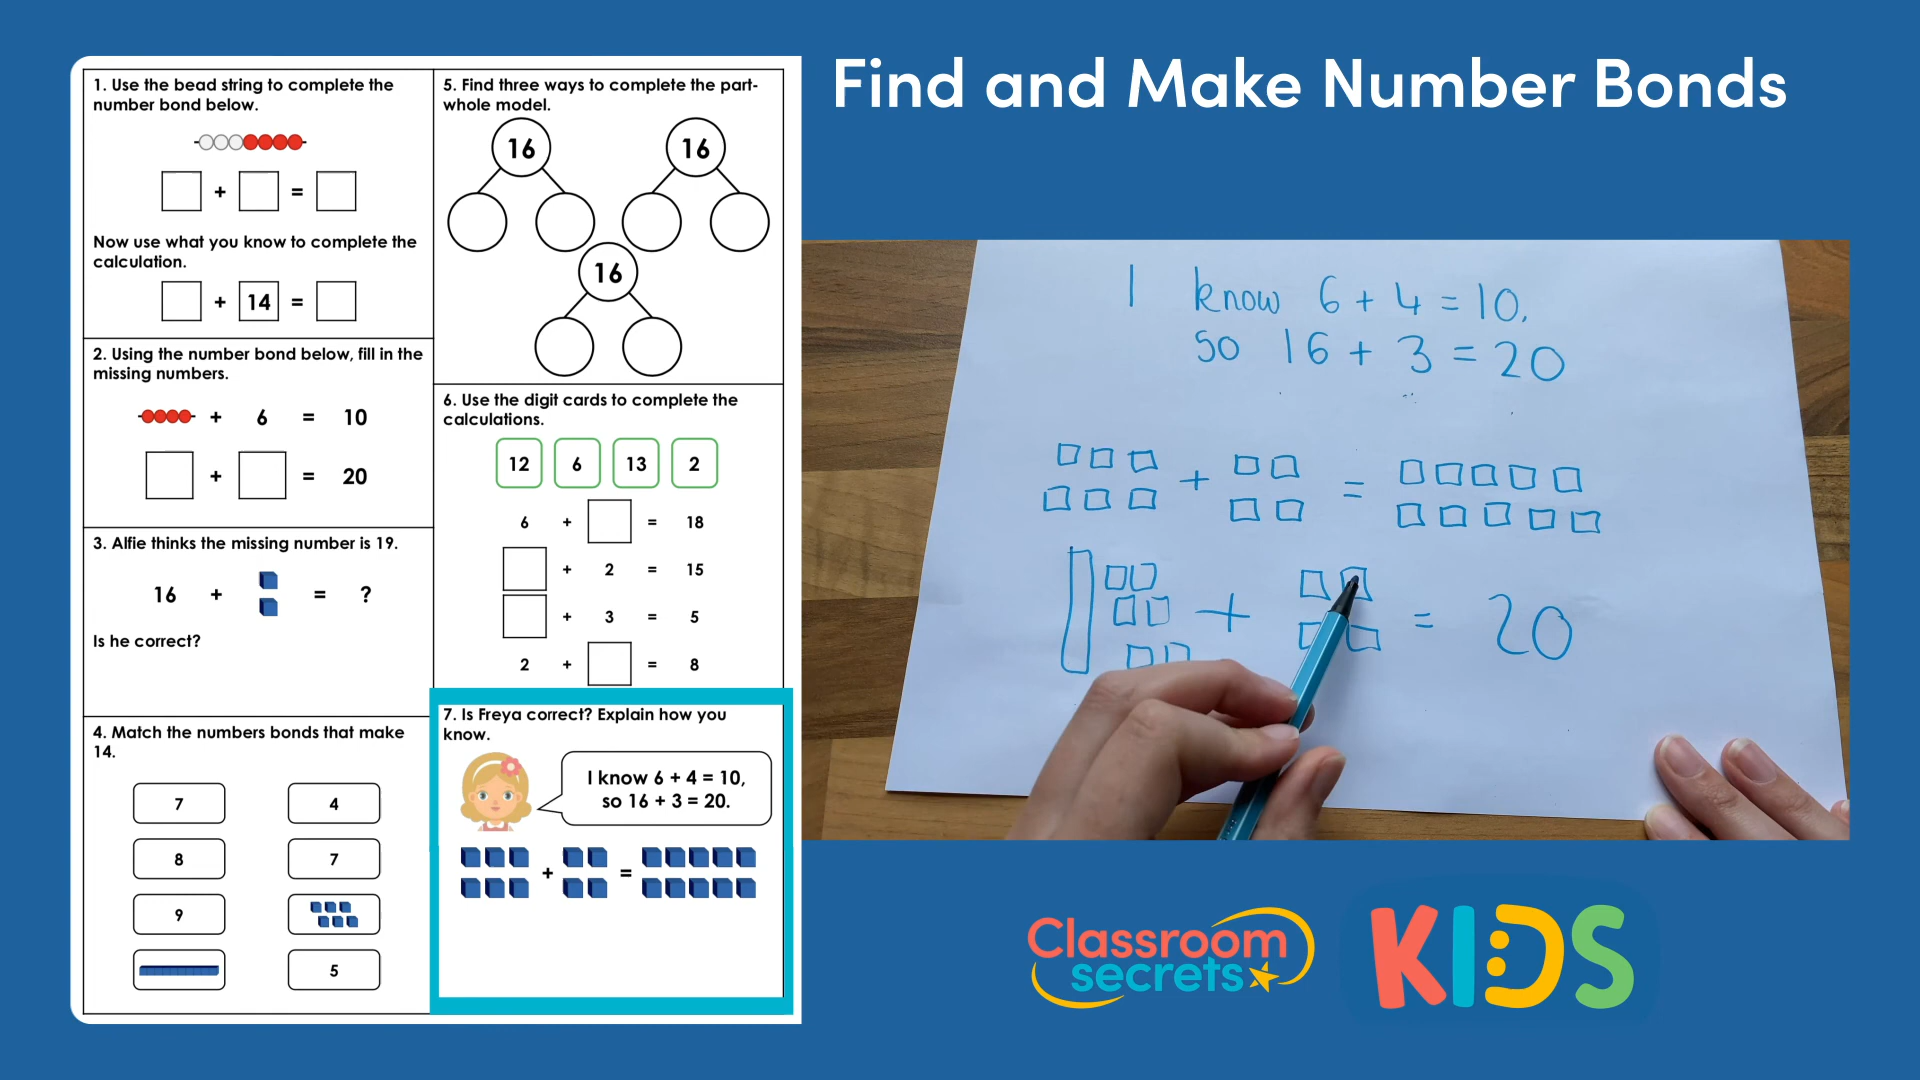 Find and Make Number Bonds
1. Use the bead string to complete the
number bond below.
+ =
Now use what you know to complete the
calculation.
+ 14 =
2. Using the number bond below, fill in the
missing numbers.
+ 6 = 10
+ = 20
3. Alfie thinks the missing number is 19.
16 + = ?
Is he correct?
4. Match the numbers bonds that make
14.
7 4
8 7
9
5
5. Find three ways to complete the part-
whole model.
16 16
16
6. Use the digit cards to complete the
calculations.
12 6 13 2
6 + = 18
+ 2 = 15
+ 3 = 5
2 + = 8
7. Is Freya correct? Explain how you
know.
I know 6 + 4 = 10,
so 16 + 3 = 20.
+ =
I know 6 + 4 = 10,
so 16 + 3 = 20
+ =
+ = 20
Classroom
secrets
KIDS